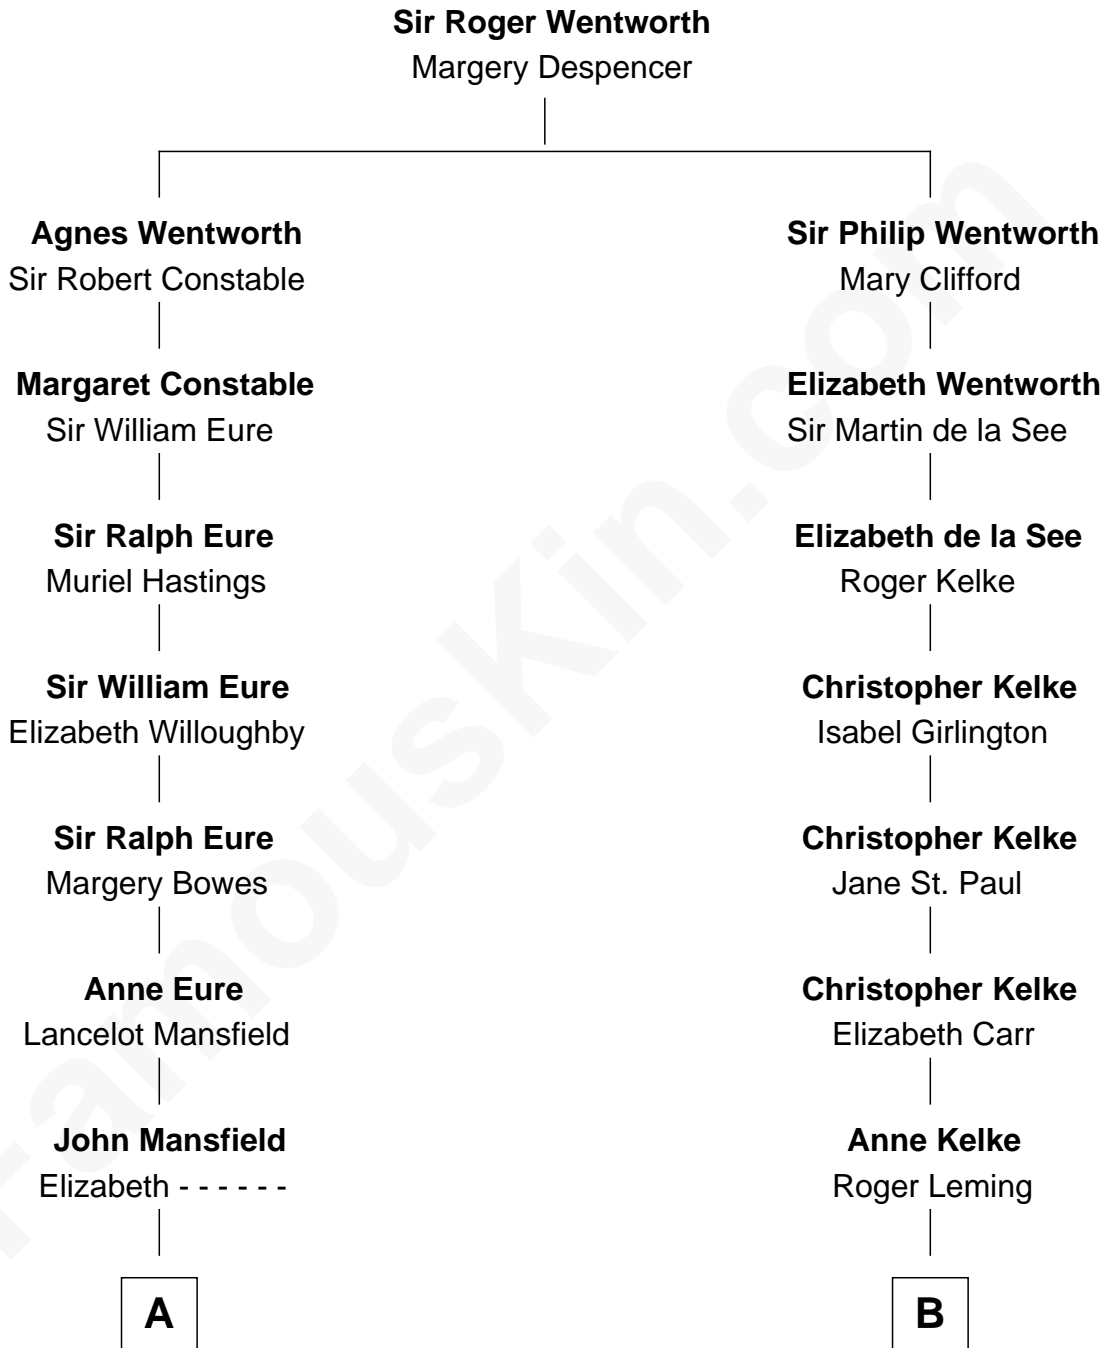 Sir Roger Wentworth
Margery Despencer
Agnes Wentworth
Sir Robert Constable
Margaret Constable
Sir William Eure
Sir Ralph Eure
Muriel Hastings
Sir William Eure
Elizabeth Willoughby
Sir Ralph Eure
Margery Bowes
Anne Eure
Lancelot Mansfield
John Mansfield
Elizabeth - - - - - -
A
Sir Philip Wentworth
Mary Clifford
Elizabeth Wentworth
Sir Martin de la See
Elizabeth de la See
Roger Kelke
Christopher Kelke
Isabel Girlington
Christopher Kelke
Jane St. Paul
Christopher Kelke
Elizabeth Carr
Anne Kelke
Roger Leming
B
FamousKin.com